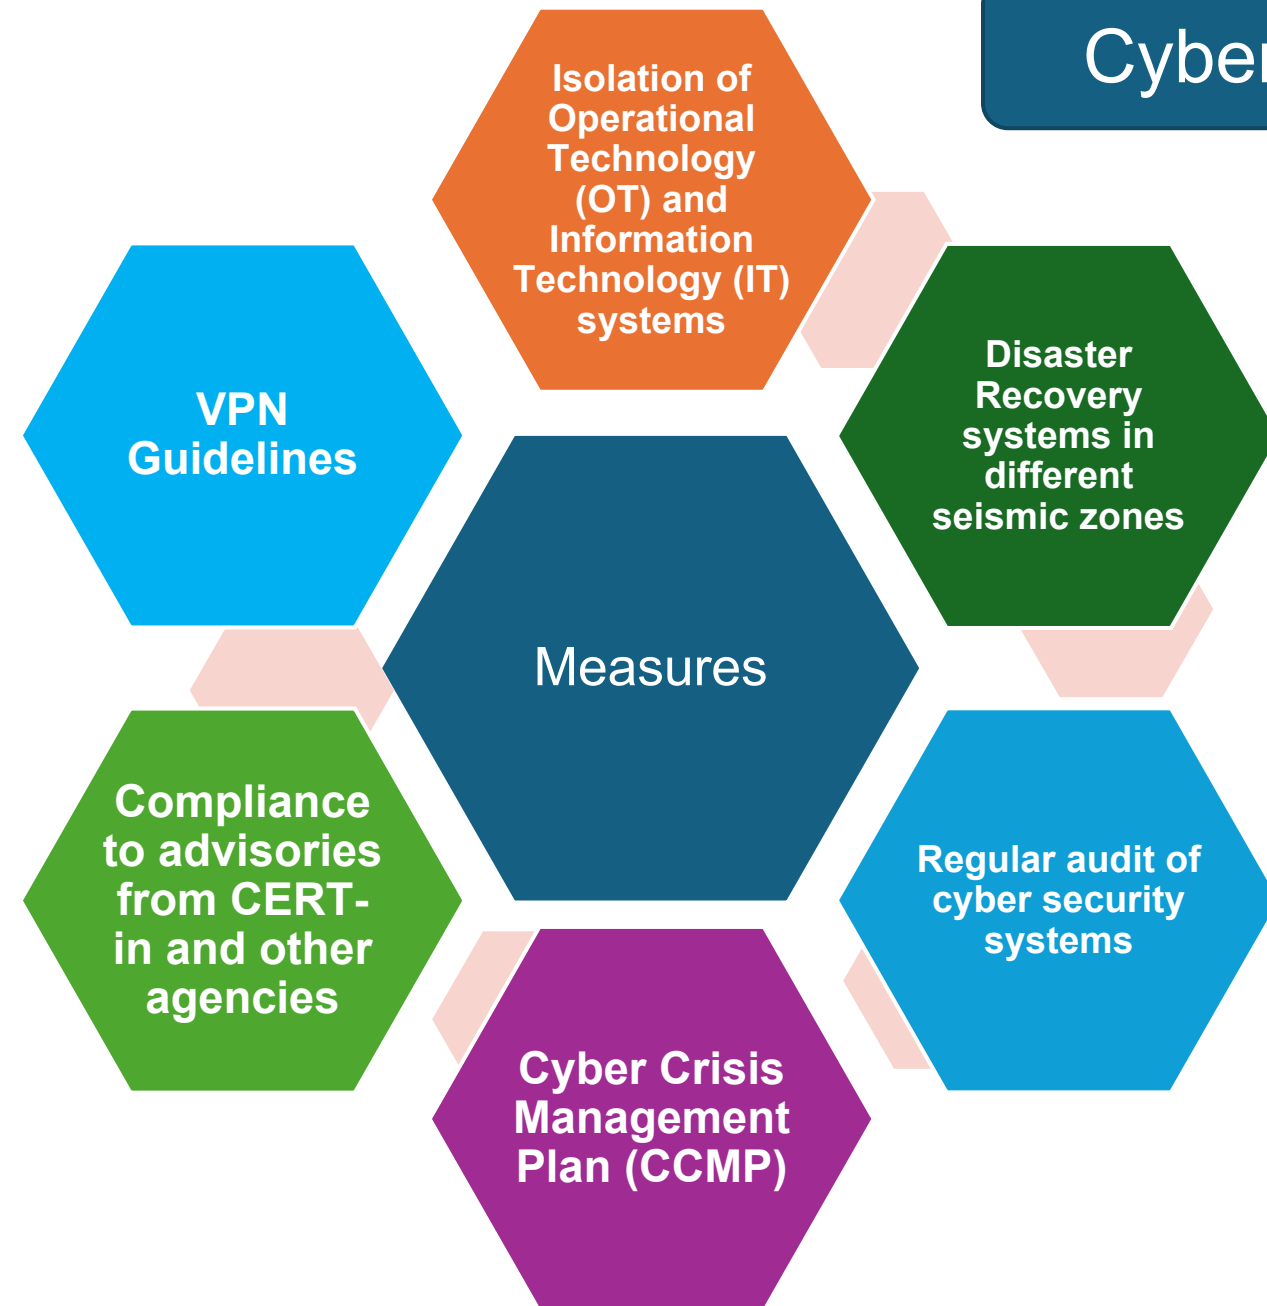 Cyber
Isolation of
Operational
Technology
(OT) and
Information
Technology (IT)
systems
Disaster
Recovery
systems in
different
seismic zones
VPN
Guidelines
Measures
Regular audit of
cyber security
systems
Compliance
to advisories
from CERT-
in and other
agencies
Cyber Crisis
Management
Plan (CCMP)